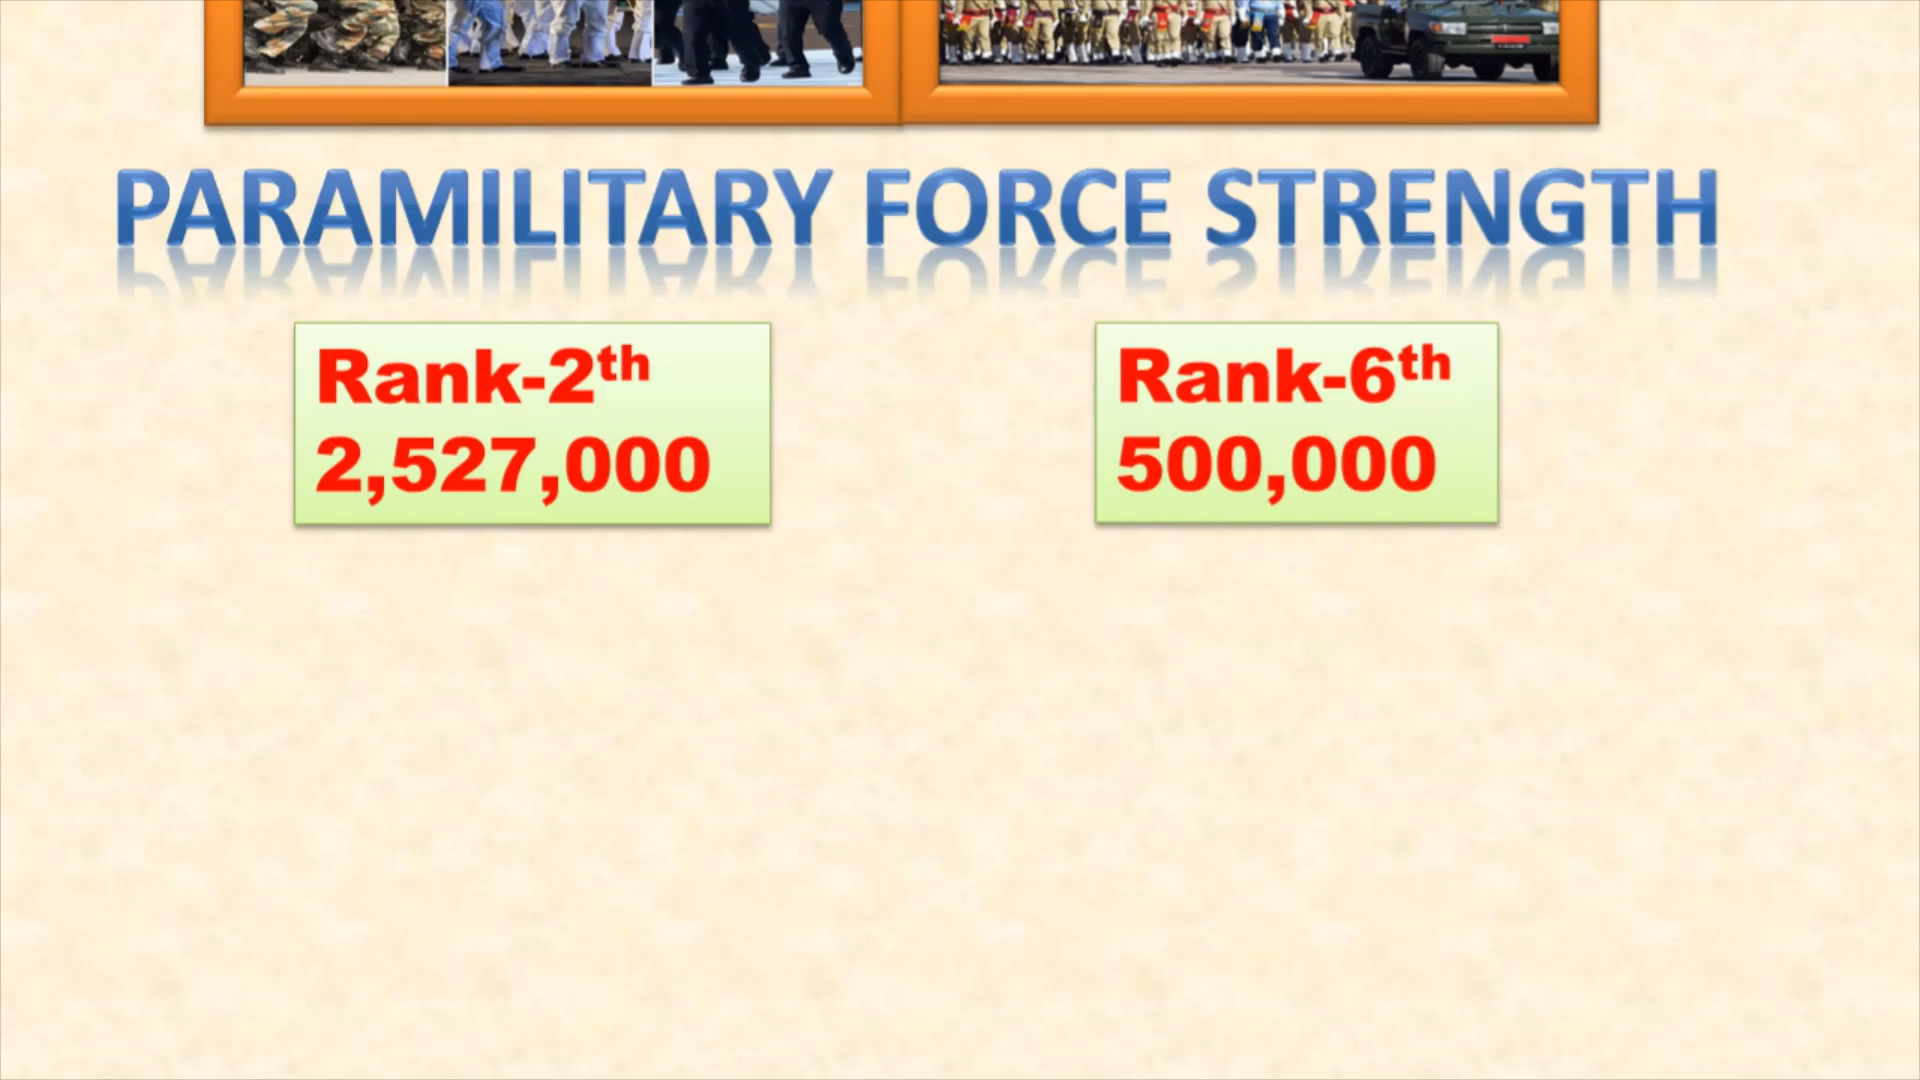 PARAMILITARY FORCE STRENGTH
Rank-2th
2,527,000
Rank-6th
500,000